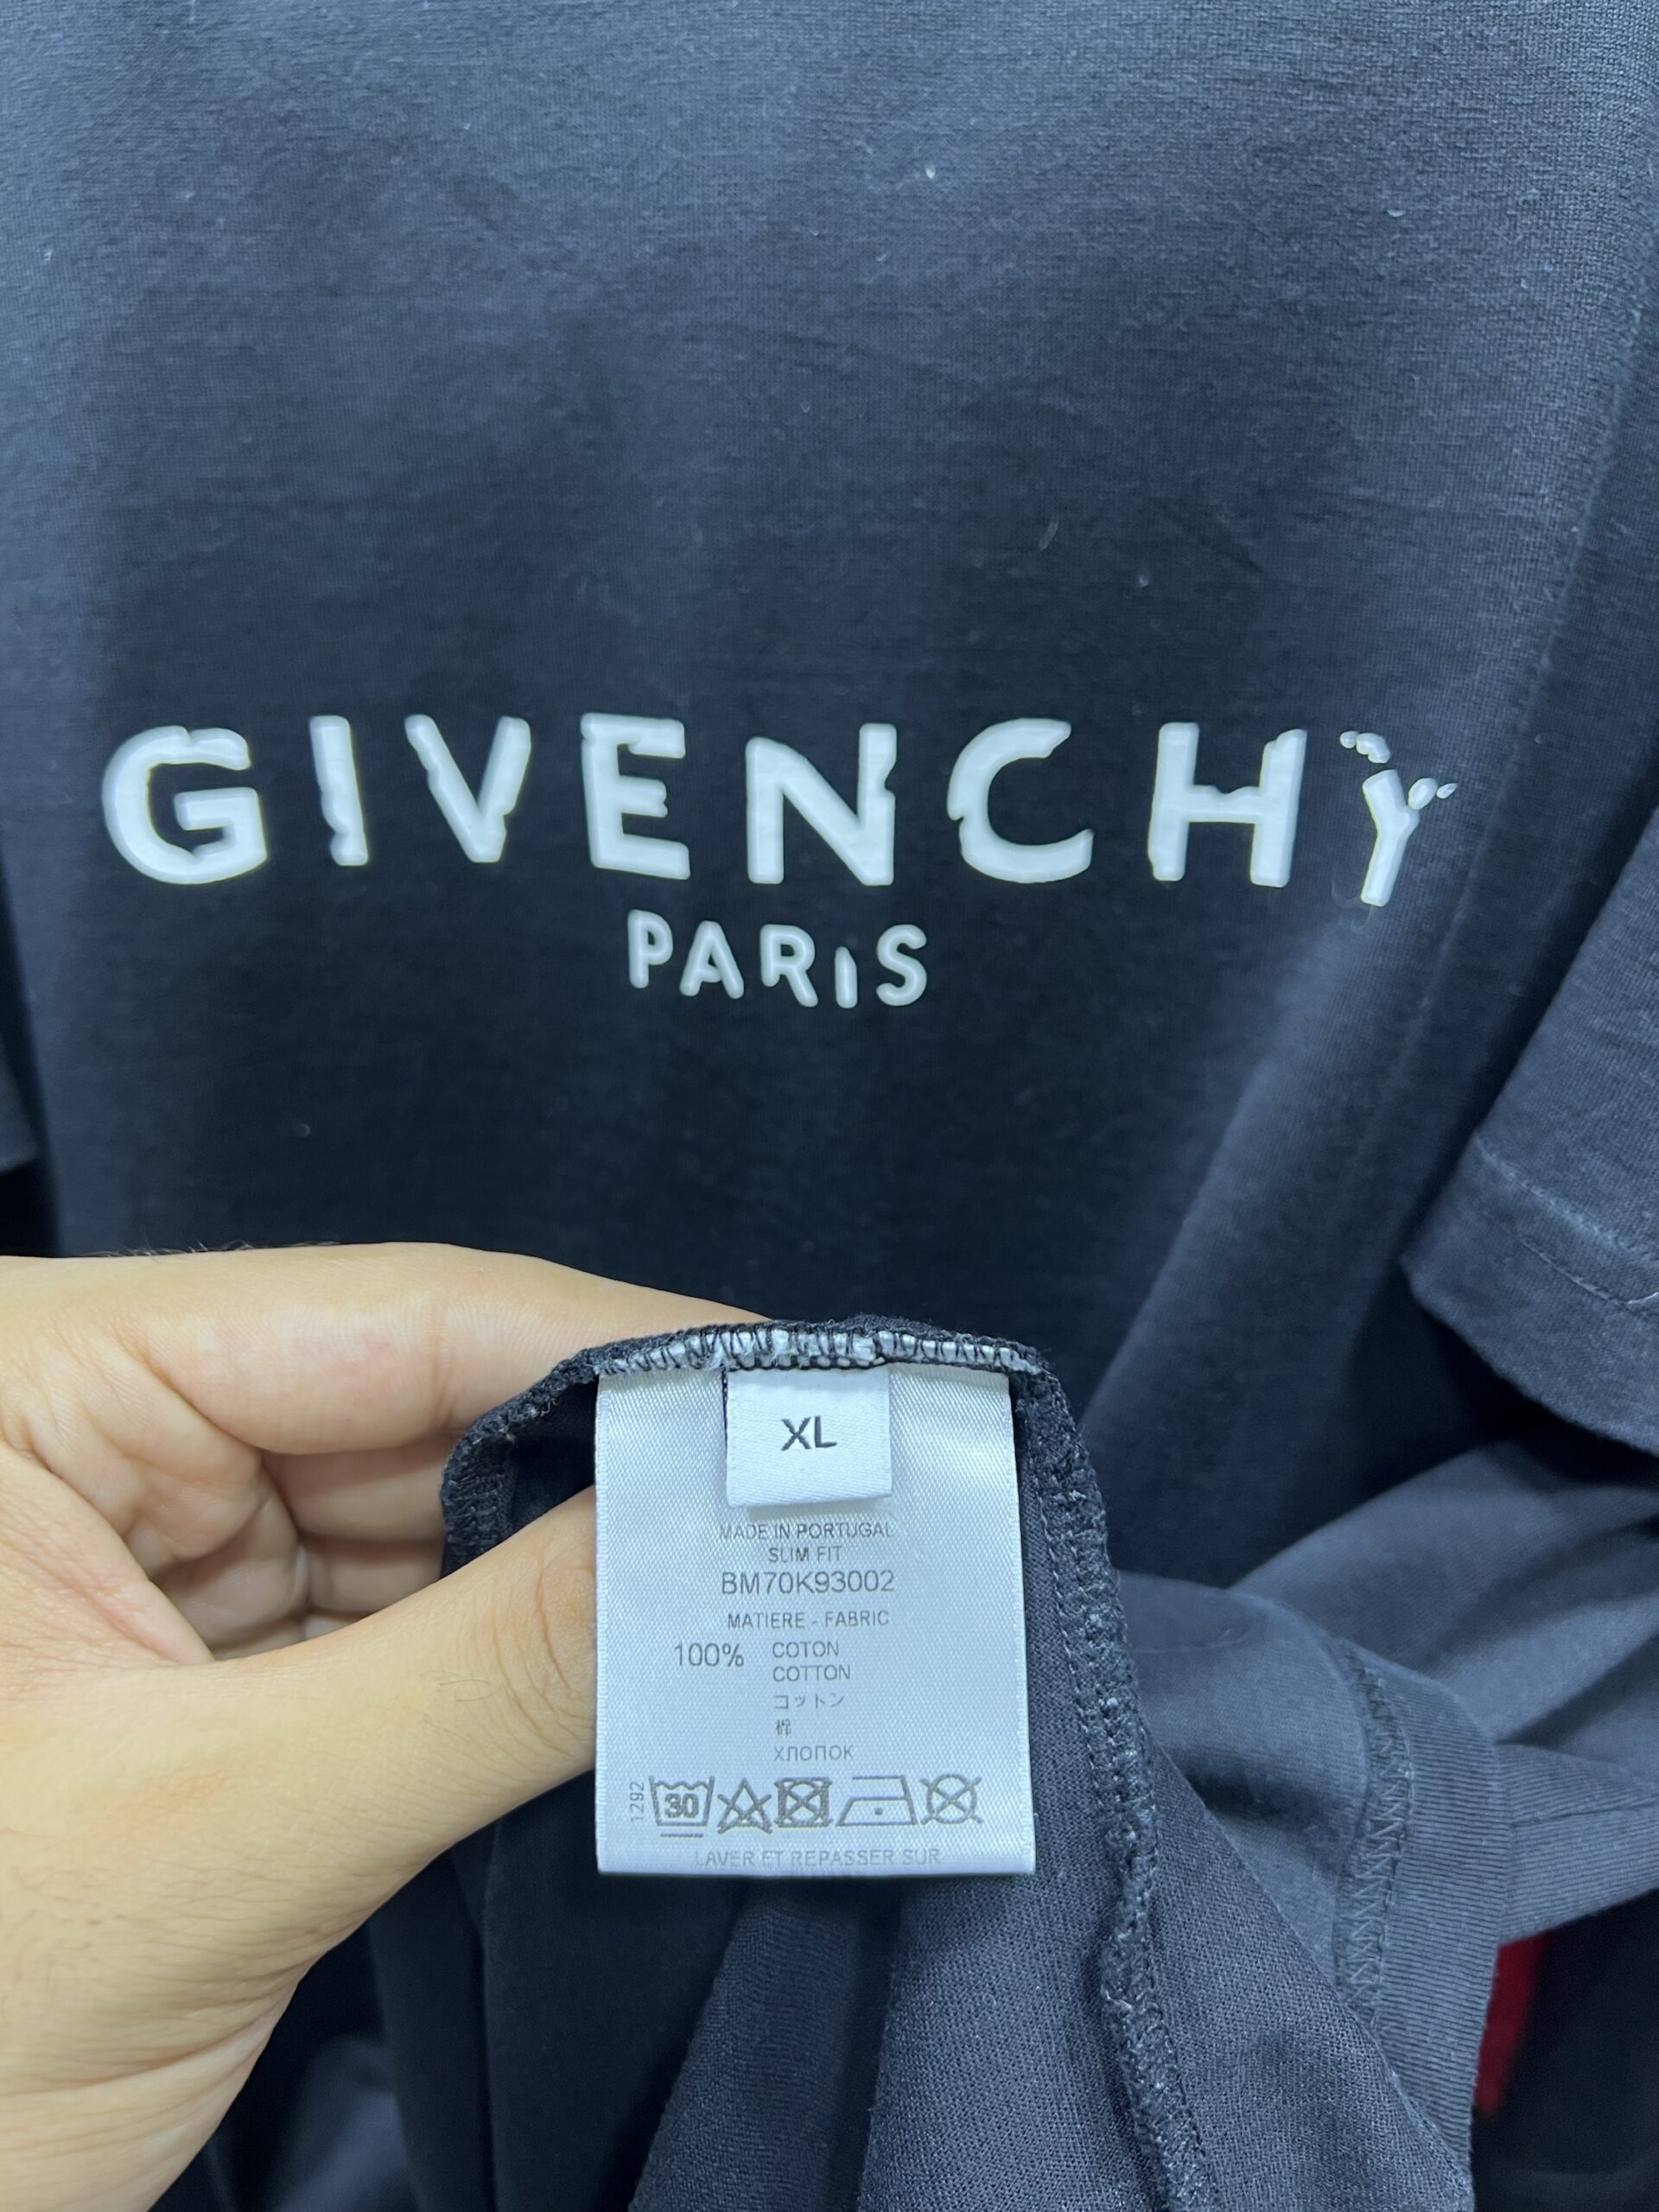 GIVENCHY
PARIS
XL
MADE IN PORTUGAL
SLIM FIT
BM70K93002
MATIERE - FABRIC
100% COTON
COTTON
コットン
棉
ХЛОПОК
1292
30
LAVER ET REPASSER SUR